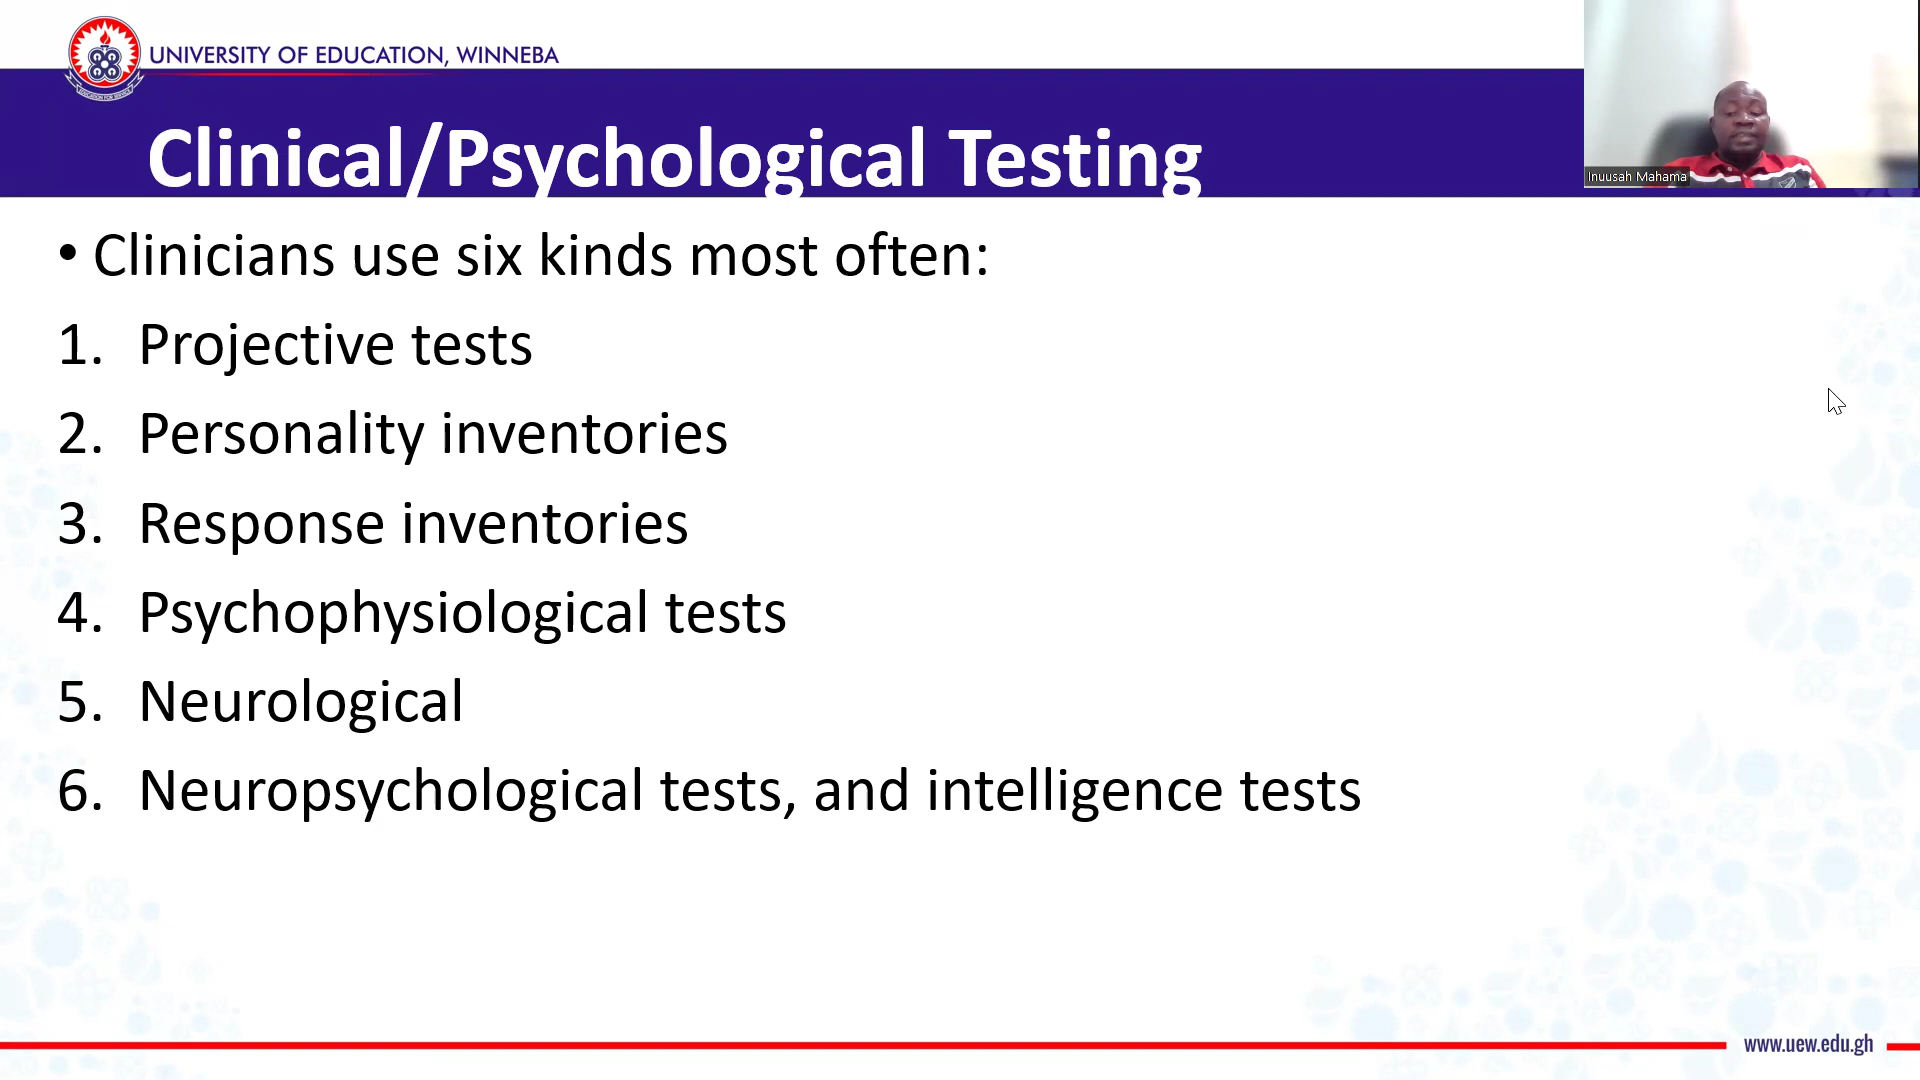 UNIVERSITY OF EDUCATION, WINNEBA
Clinical/Psychological Testing
Inuusah Mahama
• Clinicians use six kinds most often:
1. Projective tests
2. Personality inventories
3. Response inventories
4. Psychophysiological tests
5. Neurological
6. Neuropsychological tests, and intelligence tests
www.uew.edu.gh